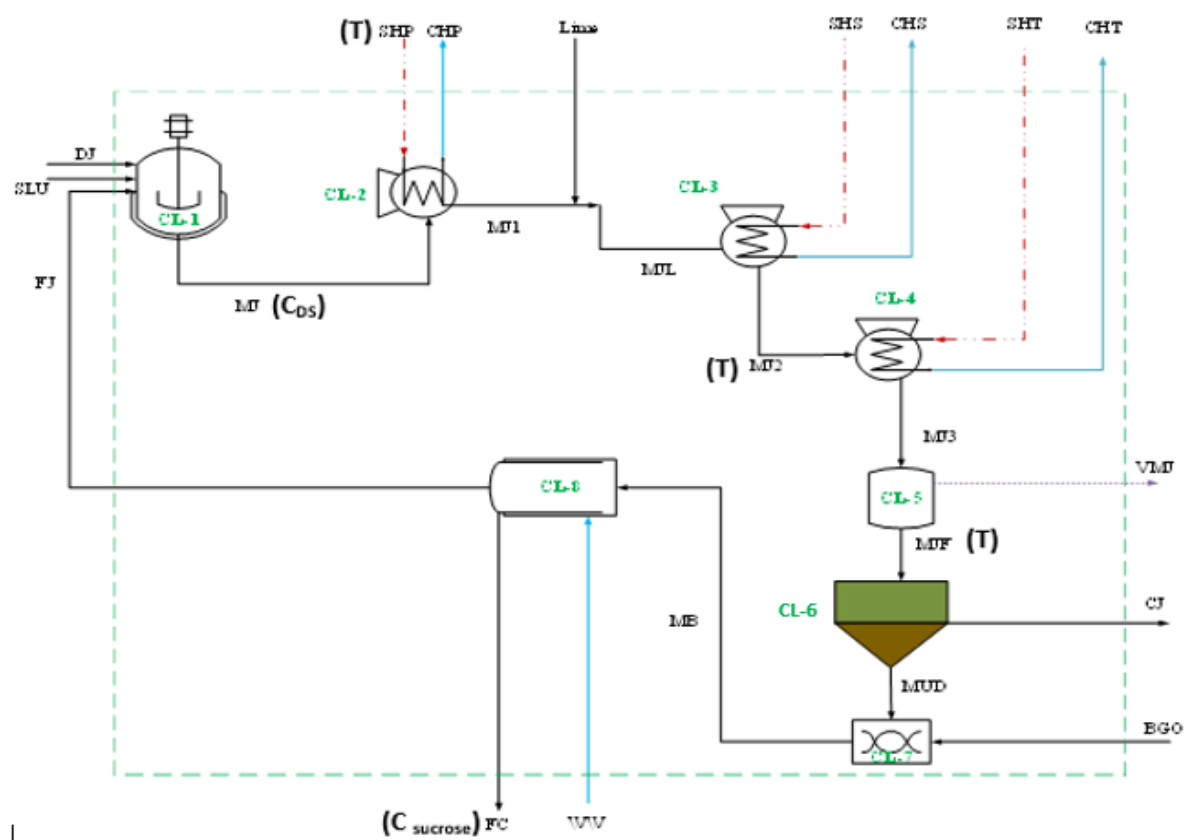 (T) SHP CHP Lime SHS CHS SHT CHT
DJ
SLU
CL-1
CL-2
CL-3
MJ1
FJ
MJL
MJ (C_DS)
CL-4
(T) MJ2
MJ3
VMJ
CL-8
CL-5
MJF (T)
CL-6
CJ
MB
MUD
BGO
CL-7
(C sucrose) FC WW